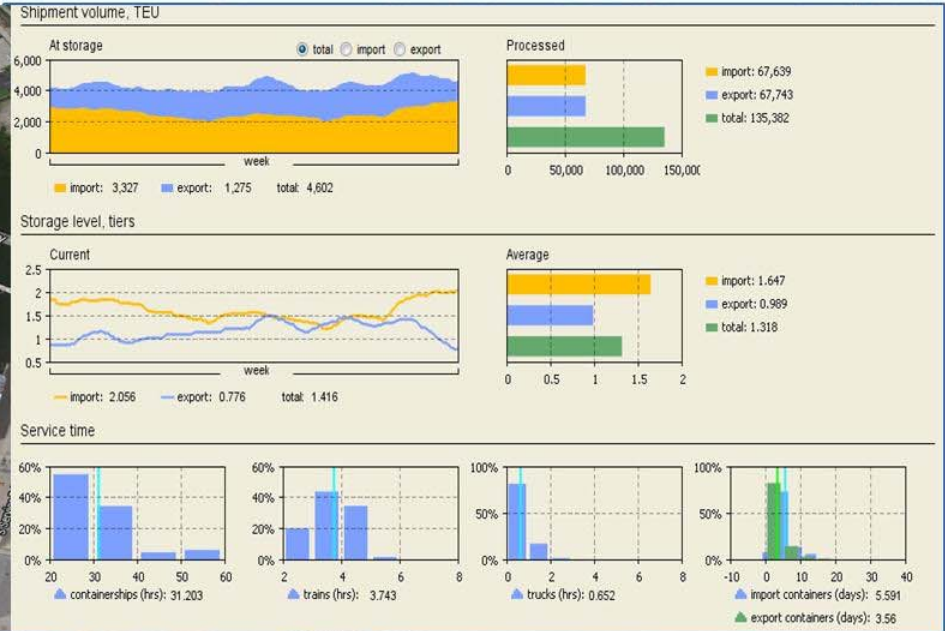 Shipment volume, TEU
At storage
total import export
6,000
4,000
2,000
0
week
import: 3,327 export: 1,275 total: 4,602
Processed
0 50,000 100,000 150,000
import: 67,639
export: 67,743
total: 135,382
Storage level, tiers
Current
2.5
2
1.5
1
0.5
week
import: 2.056 export: 0.776 total: 1.416
Average
0 0.5 1 1.5 2
import: 1.647
export: 0.989
total: 1.318
Service time
60%
40%
20%
0%
20 30 40 50 60
containerships (hrs): 31.203
60%
40%
20%
0%
2 4 6 8
trains (hrs): 3.743
100%
50%
0%
0 2 4 6 8
trucks (hrs): 0.652
100%
50%
0%
-10 0 10 20 30 40
import containers (days): 5.591
export containers (days): 3.56